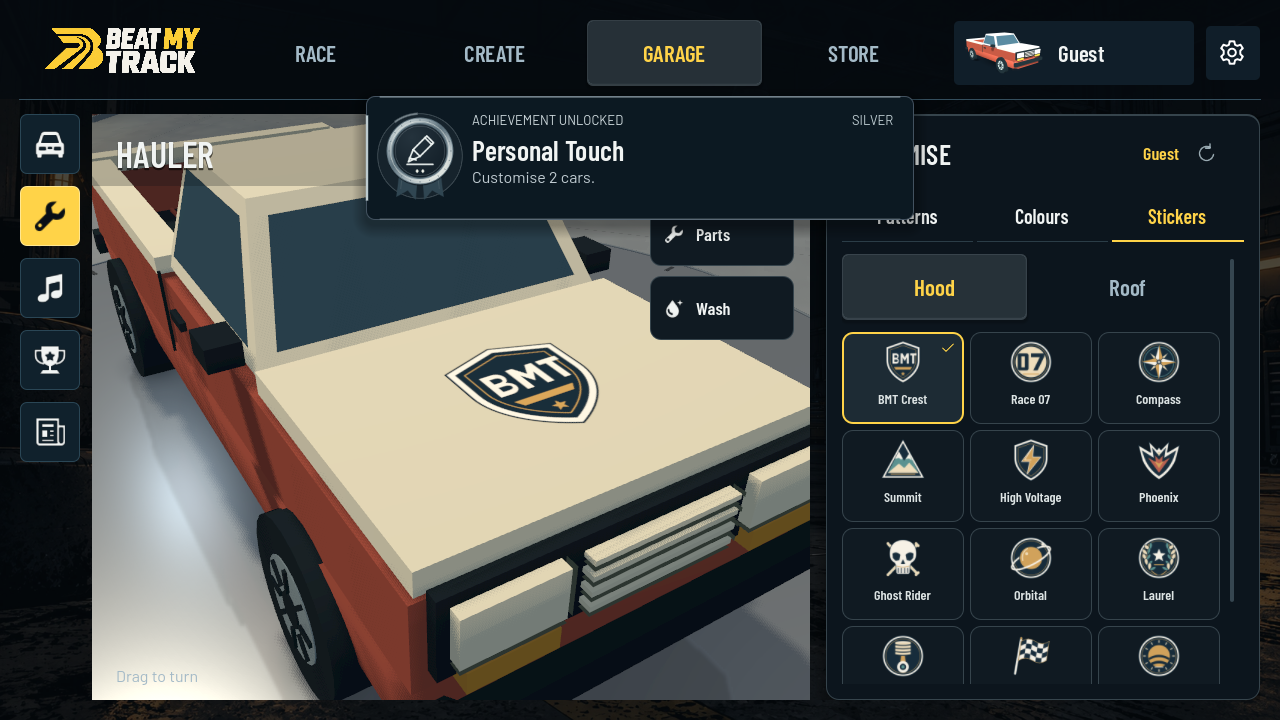 BEAT MY
TRACK
RACE
CREATE
GARAGE
STORE
Guest
ACHIEVEMENT UNLOCKED
SILVER
Personal Touch
Customise 2 cars.
HAULER
MISE
Guest
Patterns
Colours
Stickers
Parts
Wash
Hood
Roof
BMT
BMT
BMT Crest
07
Race 07
Compass
Summit
High Voltage
Phoenix
Ghost Rider
Orbital
Laurel
Drag to turn